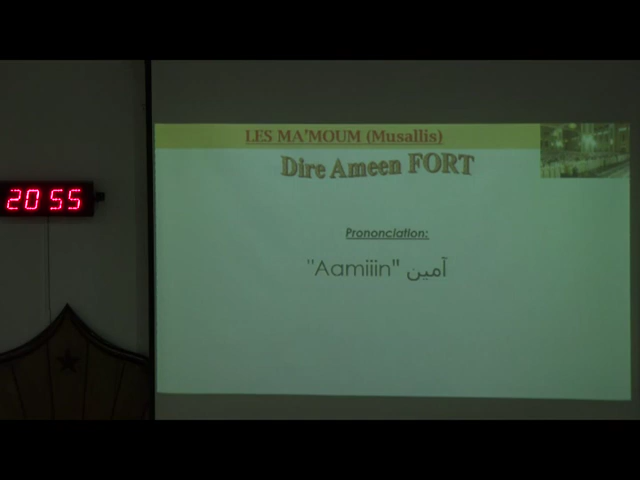 20 55
LES MA'MOUM (Musallis)
Dire Ameen FORT
Prononciation:
"Aamiiin" آمين